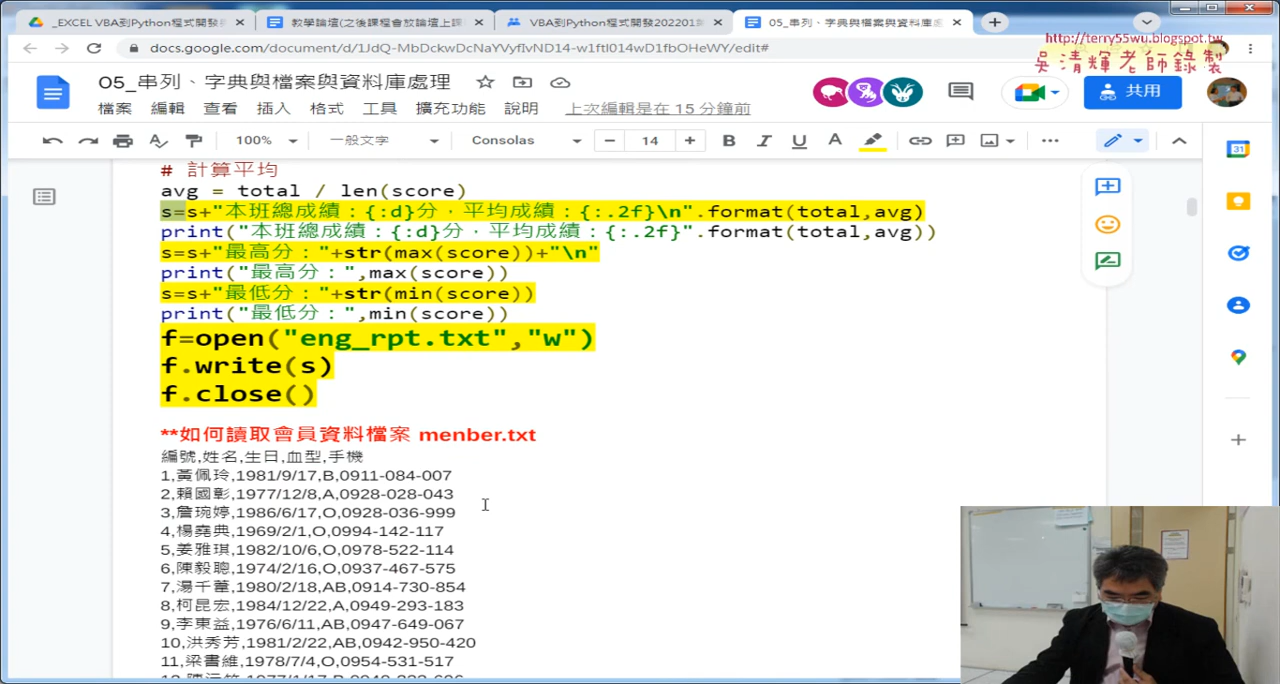 _EXCEL VBA到Python程式開發
教學論壇(之後課程會放論壇上課
VBA到Python程式開發202201
05_串列、字典與檔案與資料庫處
docs.google.com/document/d/1JdQ-MbDckwDcNaYVyfIvND14-w1ftI014wD1fbOHeWY/edit#
http://terry55wu.blogspot.tw
吳清輝老師錄製
05_串列、字典與檔案與資料庫處理
共用
檔案 編輯 查看 插入 格式 工具 擴充功能 說明 上次編輯是在 15 分鐘前
100% 一般文字 Consolas 14 B I U A
31
# 計算平均
avg = total / len(score)
s=s+"本班總成績：{:d}分，平均成績：{:.2f}\n".format(total,avg)
print("本班總成績：{:d}分，平均成績：{:.2f}".format(total,avg))
s=s+"最高分："+str(max(score))+"\n"
print("最高分：",max(score))
s=s+"最低分："+str(min(score))
print("最低分：",min(score))
f=open("eng_rpt.txt","w")
f.write(s)
f.close()
**如何讀取會員資料檔案 menber.txt
編號,姓名,生日,血型,手機
1,黃佩玲,1981/9/17,B,0911-084-007
2,賴國彰,1977/12/8,A,0928-028-043
3,詹琬婷,1986/6/17,O,0928-036-999
4,楊堯典,1969/2/1,O,0994-142-117
5,姜雅琪,1982/10/6,O,0978-522-114
6,陳毅聰,1974/2/16,O,0937-467-575
7,湯千葦,1980/2/18,AB,0914-730-854
8,柯昆宏,1984/12/22,A,0949-293-183
9,李東益,1976/6/11,AB,0947-649-067
10,洪秀芳,1981/2/22,AB,0942-950-420
11,梁書維,1978/7/4,O,0954-531-517